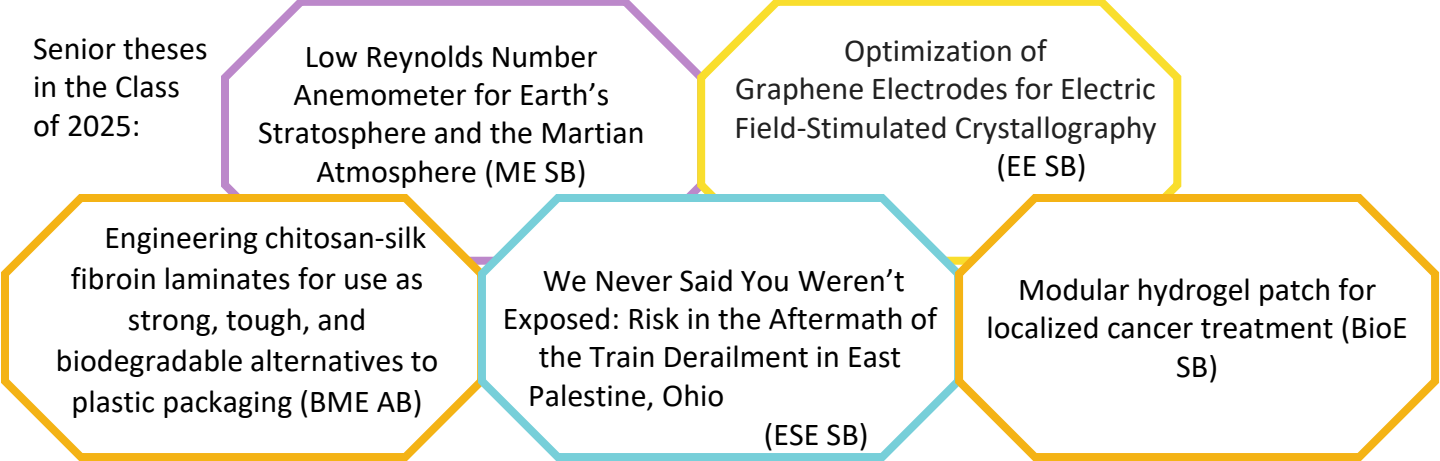 Senior theses
in the Class
of 2025:
Low Reynolds Number
Anemometer for Earth’s
Stratosphere and the Martian
Atmosphere (ME SB)
Optimization of
Graphene Electrodes for Electric
Field-Stimulated Crystallography
(EE SB)
Engineering chitosan-silk
fibroin laminates for use as
strong, tough, and
biodegradable alternatives to
plastic packaging (BME AB)
We Never Said You Weren’t
Exposed: Risk in the Aftermath of
the Train Derailment in East
Palestine, Ohio
(ESE SB)
Modular hydrogel patch for
localized cancer treatment (BioE
SB)